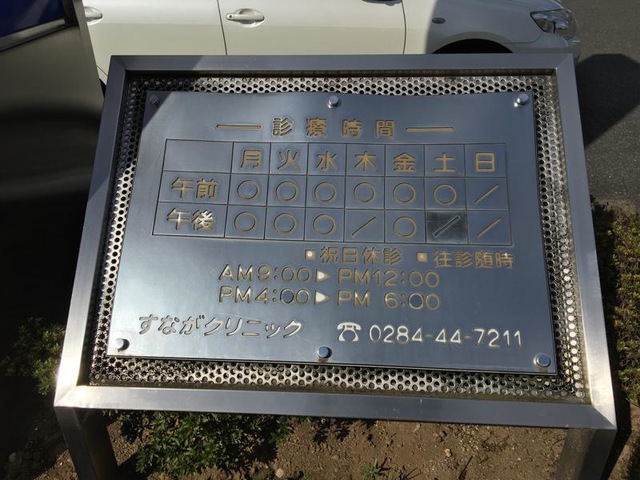 診療時間
月 火 水 木 金 土 日
午前 ○ ○ ○ ○ ○ ○ ／
午後 ○ ○ ○ ／ ○ ／ ／
■祝日休診 ■往診随時
AM9:00▶PM12:00
PM4:00▶PM 6:00
すながクリニック ☎ 0284-44-7211